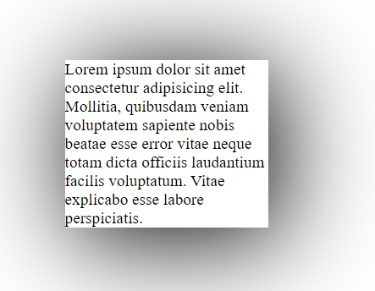 Lorem ipsum dolor sit amet
consectetur adipisicing elit.
Mollitia, quibusdam veniam
voluptatem sapiente nobis
beatae esse error vitae neque
totam dicta officiis laudantium
facilis voluptatum. Vitae
explicabo esse labore
perspiciatis.